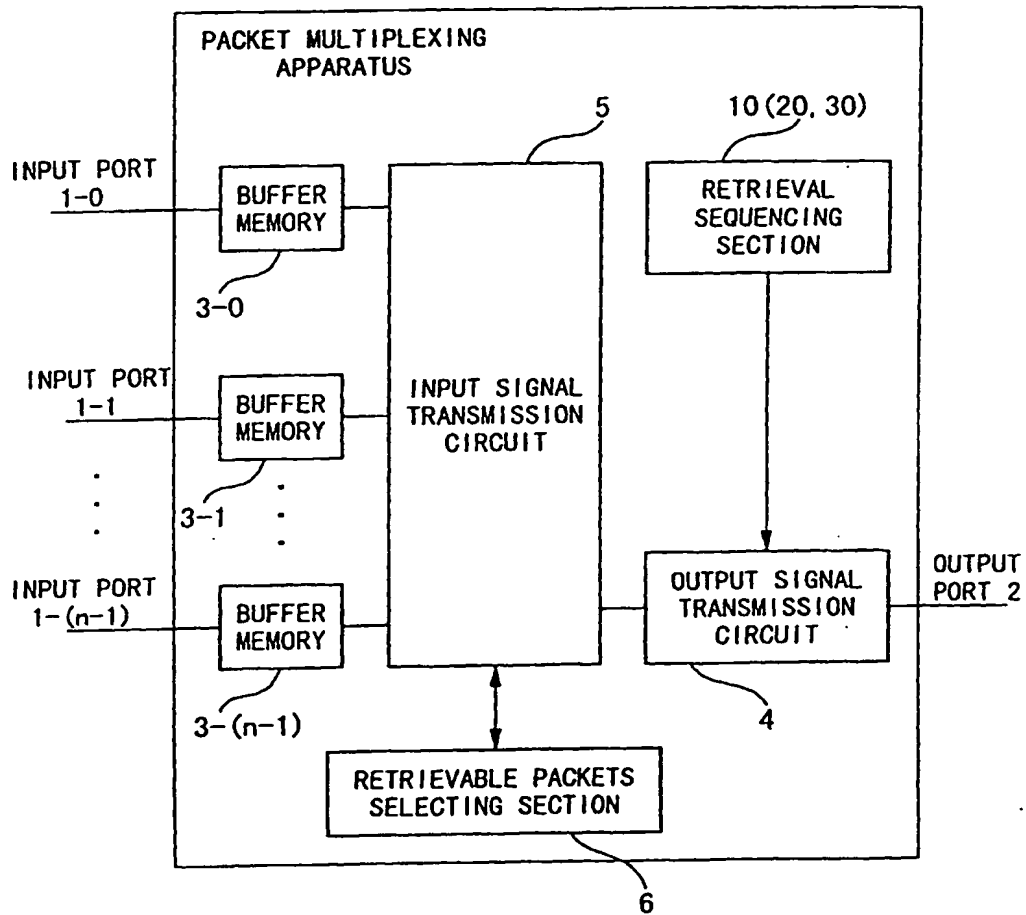 PACKET MULTIPLEXING
APPARATUS
5
10(20, 30)
INPUT PORT
1-0
BUFFER
MEMORY
3-0
RETRIEVAL
SEQUENCING
SECTION
INPUT PORT
1-1
BUFFER
MEMORY
3-1
INPUT SIGNAL
TRANSMISSION
CIRCUIT
INPUT PORT
1-(n-1)
BUFFER
MEMORY
3-(n-1)
OUTPUT SIGNAL
TRANSMISSION
CIRCUIT
4
OUTPUT
PORT 2
RETRIEVABLE PACKETS
SELECTING SECTION
6